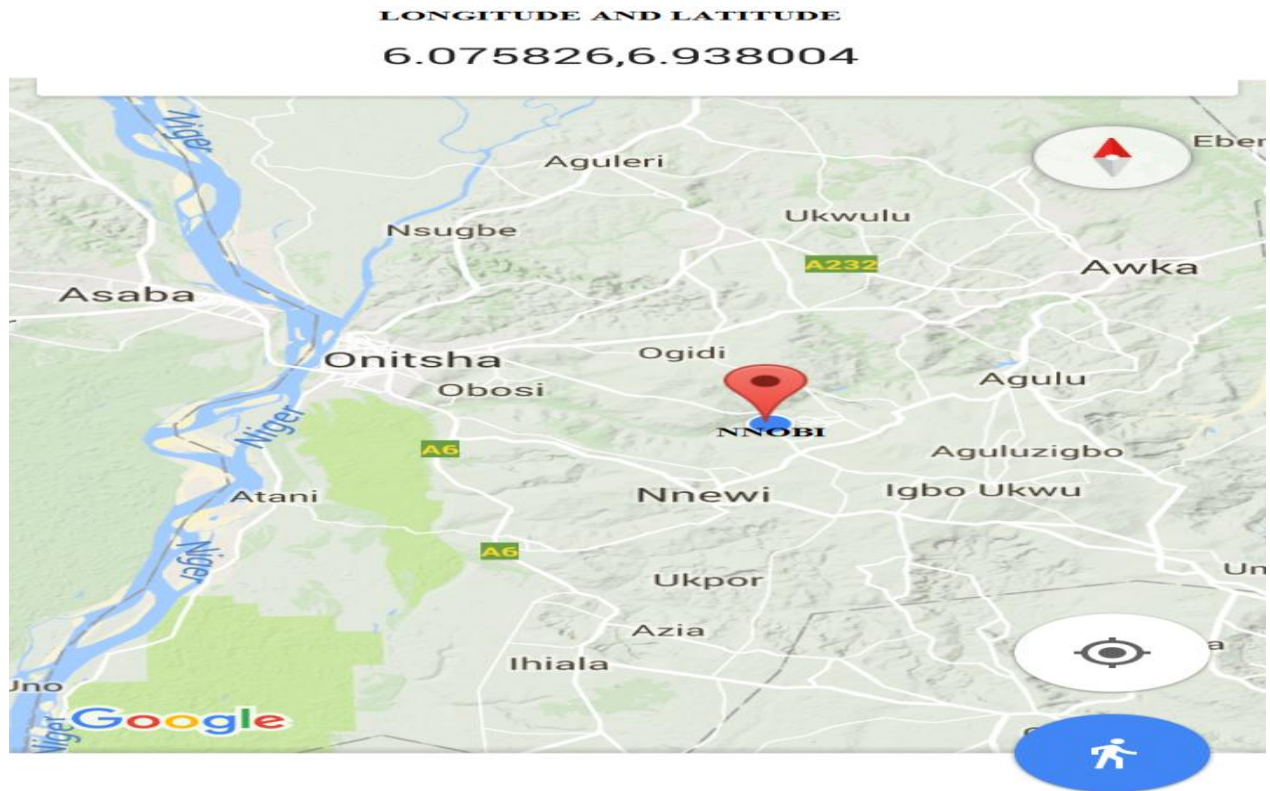 LONGITUDE AND LATITUDE
6.075826,6.938004
Niger
Aguleri
Eber
Ukwulu
Nsugbe
A232
Awka
Asaba
Onitsha
Ogidi
Obosi
Agulu
Niger
NNOBI
A6
Aguluzigbo
Atani
Nnewi
Igbo Ukwu
Niger
A6
Ukpor
Un
Azia
a
Ihiala
Uno
Google
Niger